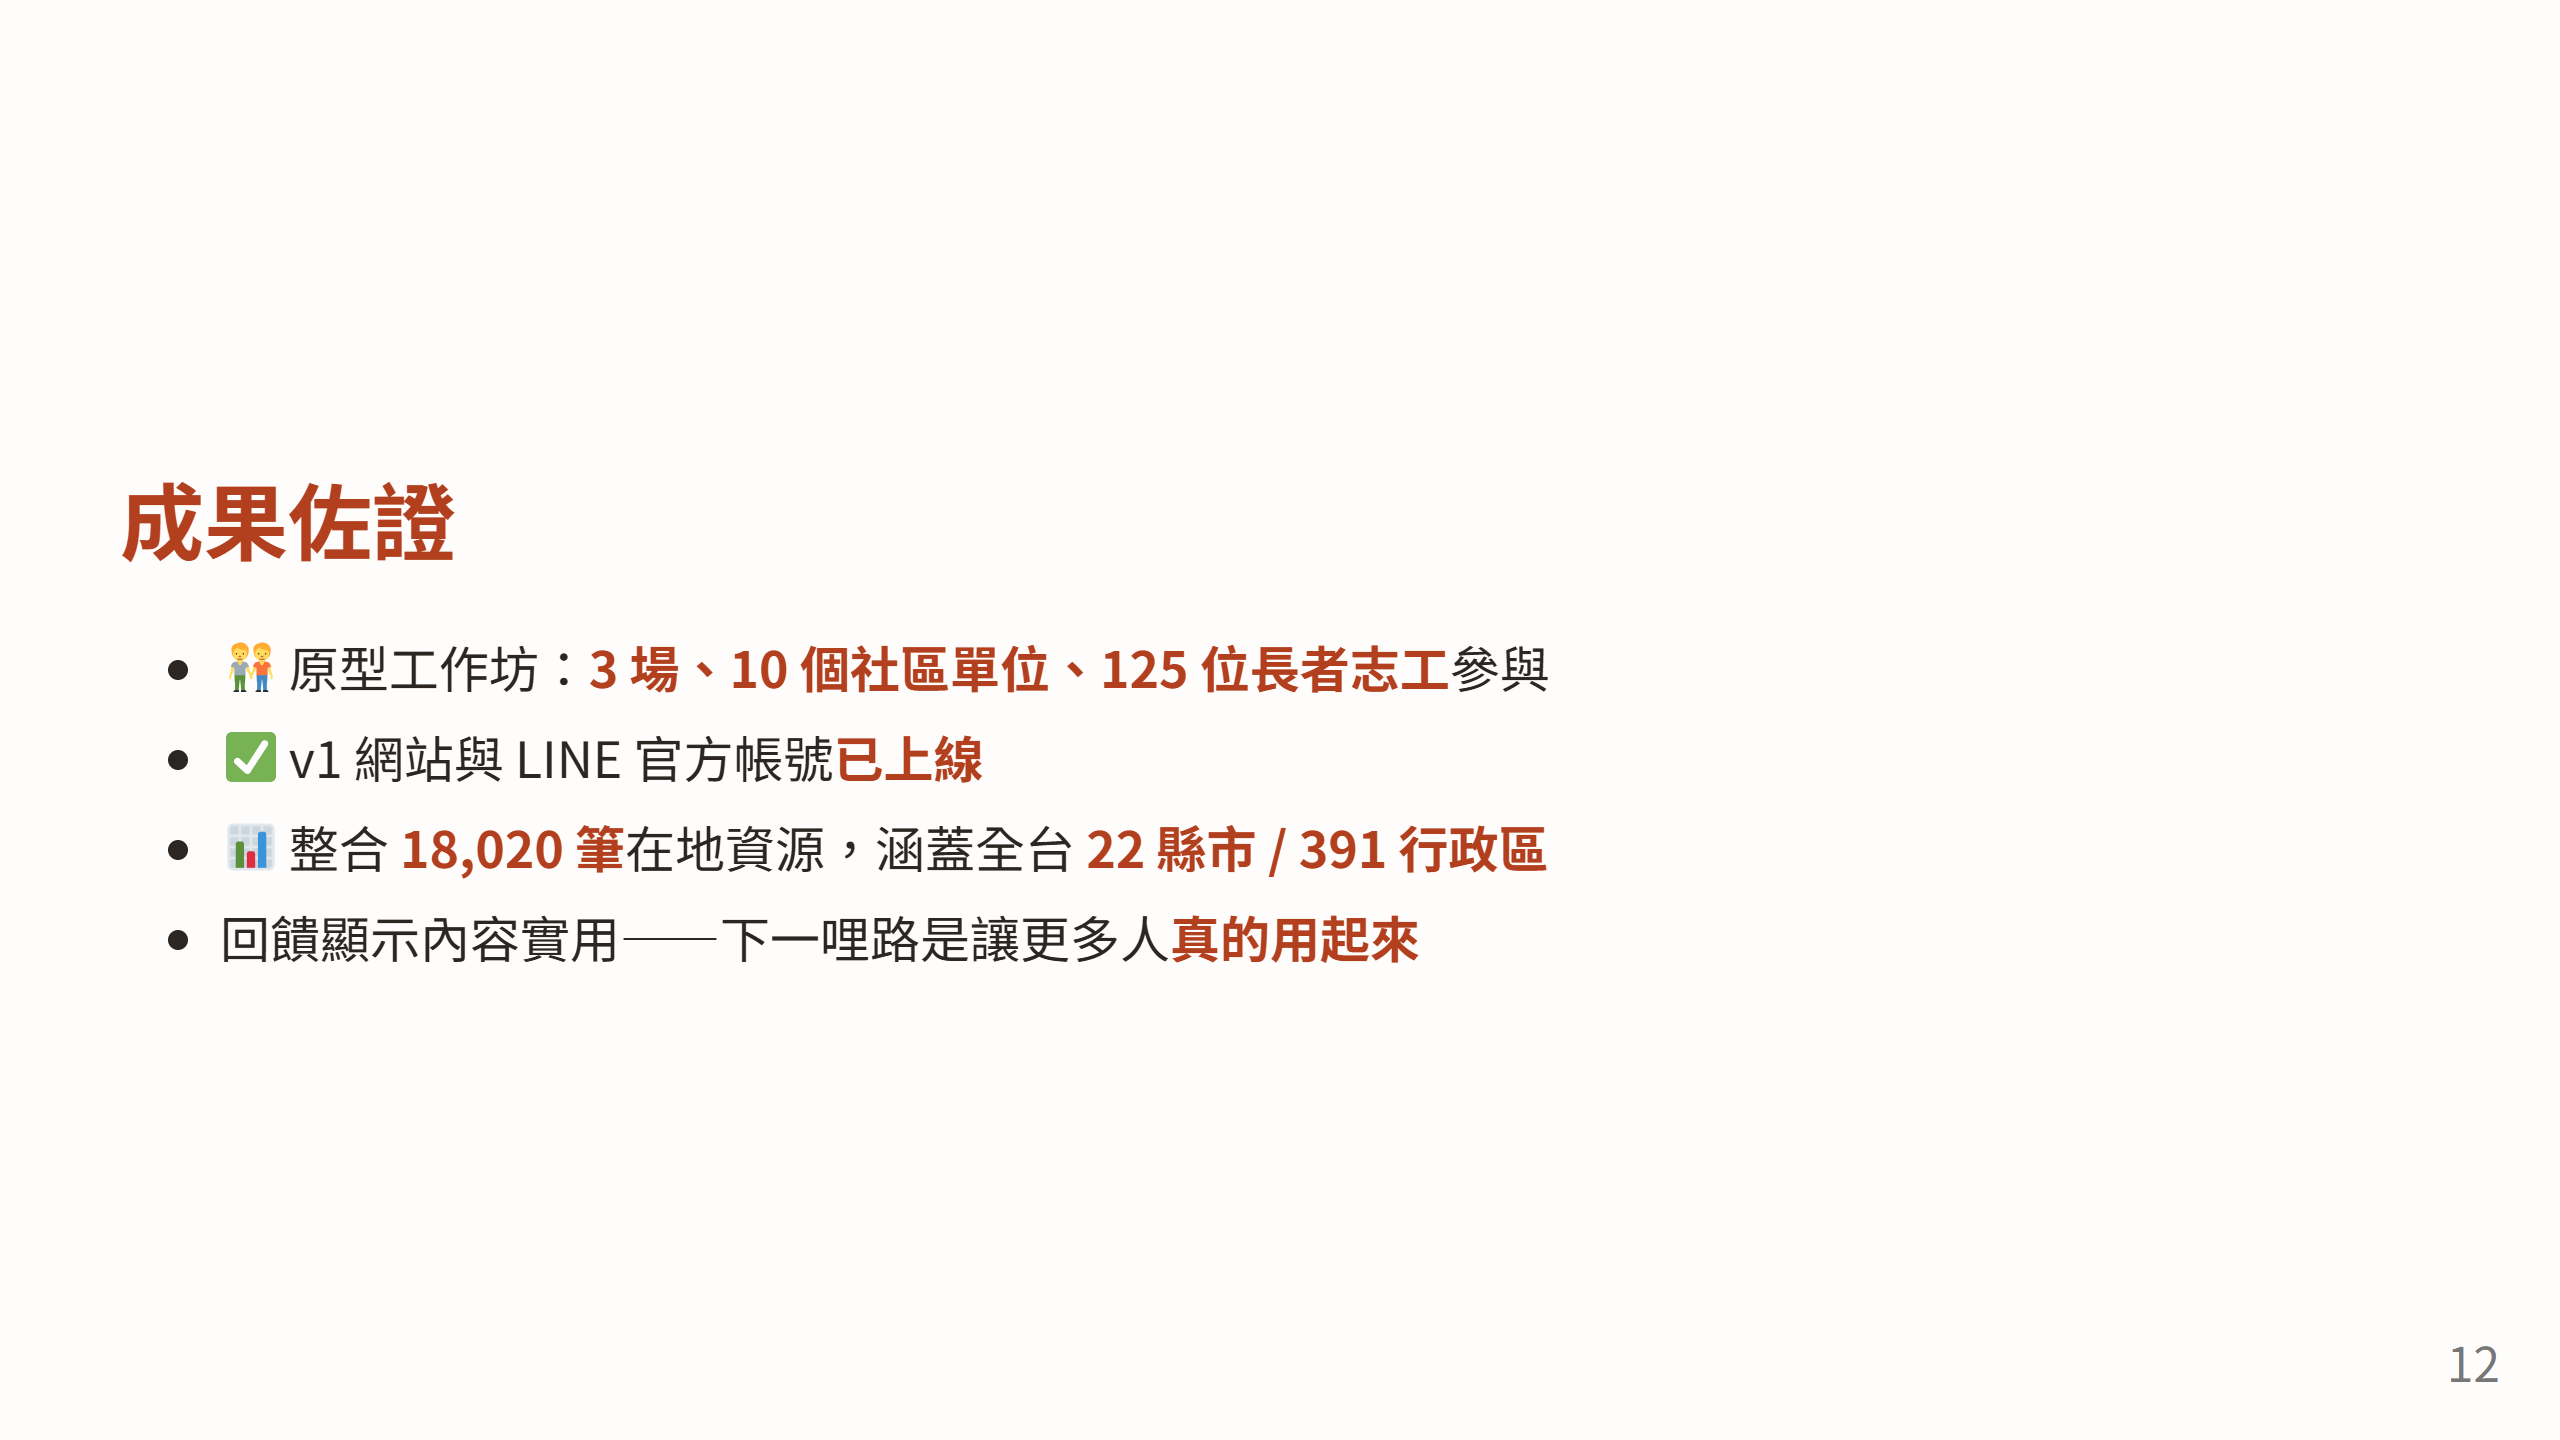 成果佐證
• 👬 原型工作坊：3 場、10 個社區單位、125 位長者志工參與
• ✅ v1 網站與 LINE 官方帳號已上線
• 📊 整合 18,020 筆在地資源，涵蓋全台 22 縣市 / 391 行政區
• 回饋顯示內容實用——下一哩路是讓更多人真的用起來
12